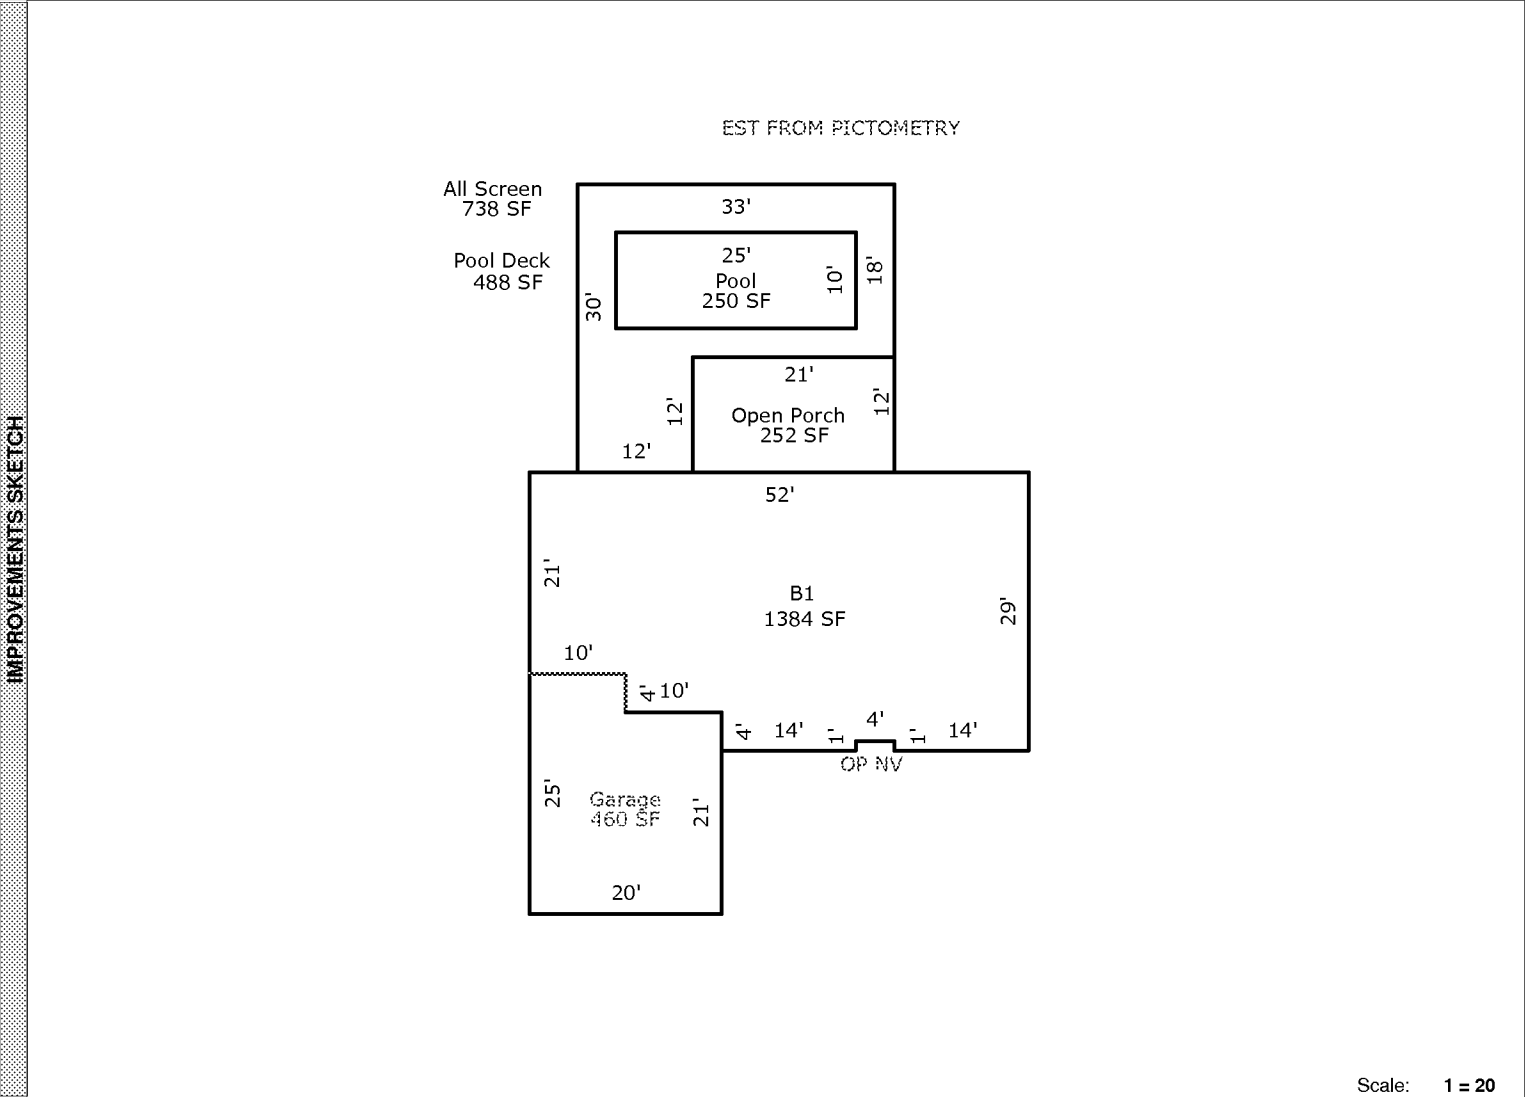 IMPROVEMENTS SKETCH
EST FROM PICTOMETRY
All Screen
738 SF
33'
Pool Deck
488 SF
25'
Pool
250 SF
10'
18'
30'
21'
12'
Open Porch
252 SF
12'
12'
52'
21'
B1
1384 SF
29'
10'
4'
10'
4'
14'
1'
4'
1'
14'
OP NV
25'
Garage
460 SF
21'
20'
Scale: 1 = 20